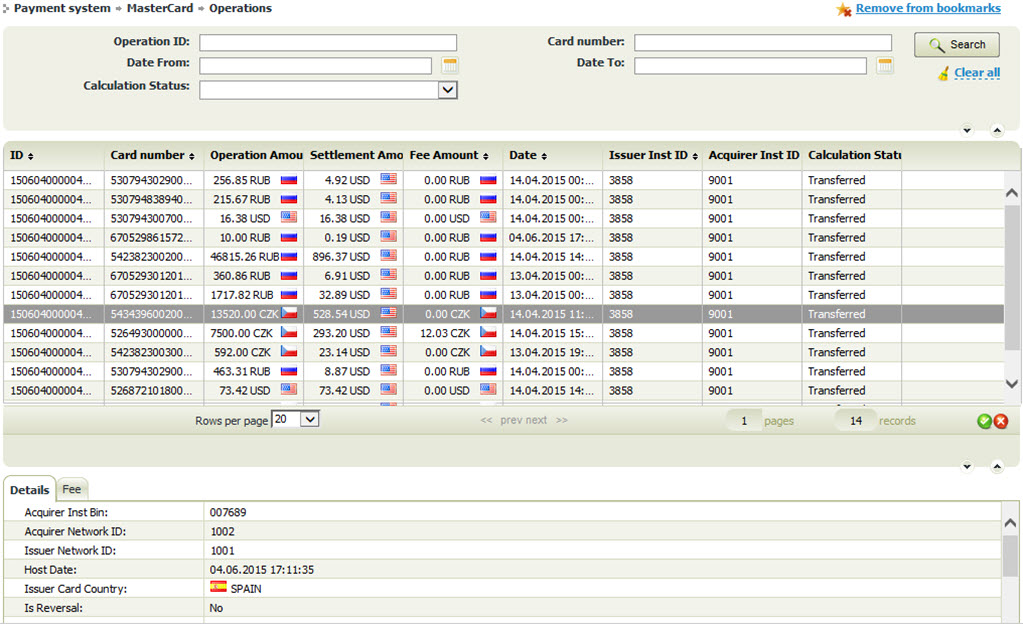 Payment system Mastercard Operations Remove from bookmarks
Operation ID: Card number: Search
Date From: Date To: Clear all
Calculation Status:
ID Card number Operation Amou Settlement Amo Fee Amount Date Issuer Inst ID Acquirer Inst ID Calculation Statu
150604000004... 530794302900... 256.85 RUB 4.92 USD 0.00 RUB 14.04.2015 00:... 3858 9001 Transferred
150604000004... 530794838940... 215.67 RUB 4.13 USD 0.00 RUB 14.04.2015 00:... 3858 9001 Transferred
150604000004... 530794300700... 16.38 USD 16.38 USD 0.00 USD 14.04.2015 00:... 3858 9001 Transferred
150604000004... 670529861572... 10.00 RUB 0.19 USD 0.00 RUB 04.06.2015 17:... 3858 9001 Transferred
150604000004... 542382300200... 46815.26 RUB 896.37 USD 0.00 RUB 14.04.2015 14:... 3858 9001 Transferred
150604000004... 670529301201... 360.86 RUB 6.91 USD 0.00 RUB 13.04.2015 00:... 3858 9001 Transferred
150604000004... 670529301201... 1717.82 RUB 32.89 USD 0.00 RUB 13.04.2015 00:... 3858 9001 Transferred
150604000004... 543439600200... 13520.00 CZK 528.54 USD 0.00 CZK 14.04.2015 11:... 3858 9001 Transferred
150604000004... 526493000000... 7500.00 CZK 293.20 USD 12.03 CZK 14.04.2015 15:... 3858 9001 Transferred
150604000004... 542382300300... 592.00 CZK 23.14 USD 0.00 CZK 13.04.2015 19:... 3858 9001 Transferred
150604000004... 542382300200... 463.31 RUB 8.87 USD 0.00 RUB 14.04.2015 00:... 3858 9001 Transferred
150604000004... 526872101800... 73.42 USD 73.42 USD 0.00 USD 14.04.2015 14:... 3858 9001 Transferred
Rows per page 20 << prev next >> 1 pages 14 records
Details Fee
Acquirer Inst Bin: 007689
Acquirer Network ID: 1002
Issuer Network ID: 1001
Host Date: 04.06.2015 17:11:35
Issuer Card Country: SPAIN
Is Reversal: No